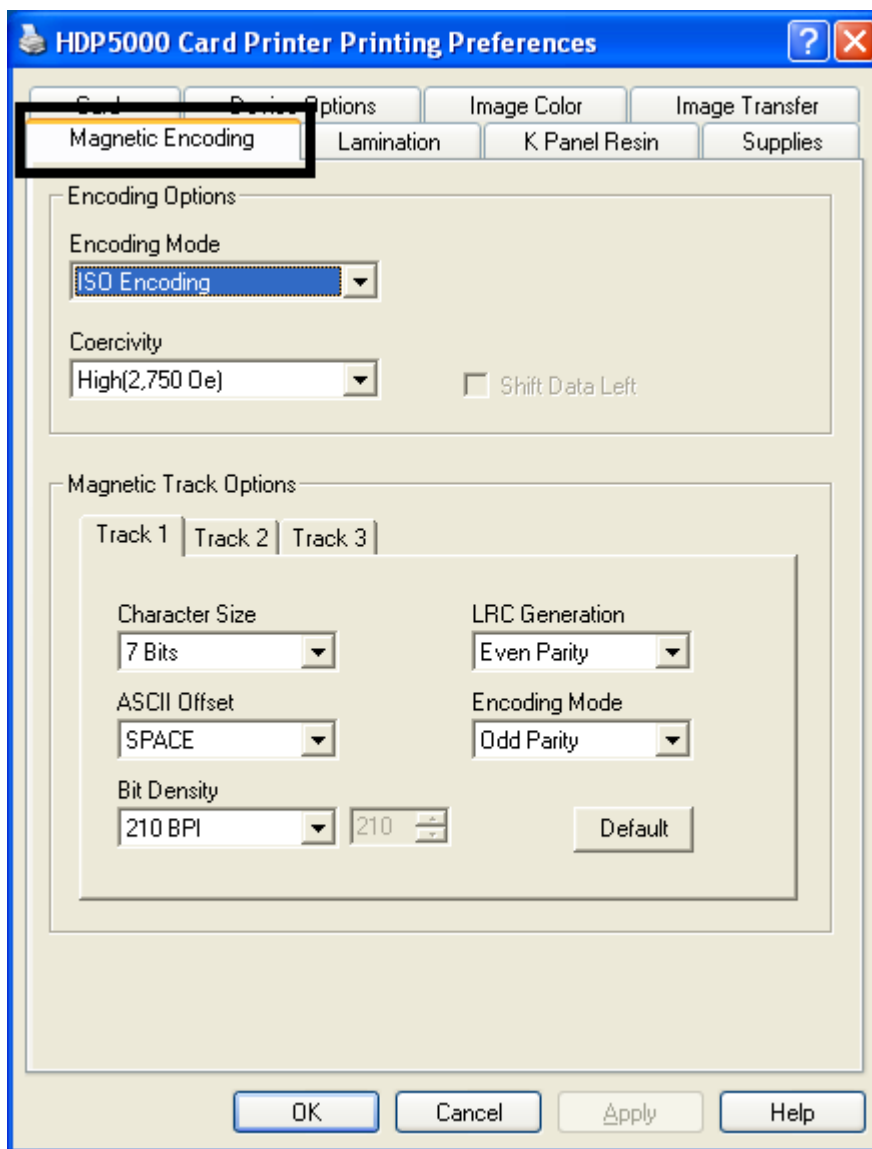 HDP5000 Card Printer Printing Preferences
Card Device Options Image Color Image Transfer
Magnetic Encoding Lamination K Panel Resin Supplies
Encoding Options
Encoding Mode
ISO Encoding
Coercivity
High(2,750 Oe) Shift Data Left
Magnetic Track Options
Track 1 Track 2 Track 3
Character Size LRC Generation
7 Bits Even Parity
ASCII Offset Encoding Mode
SPACE Odd Parity
Bit Density
210 BPI 210 Default
OK Cancel Apply Help